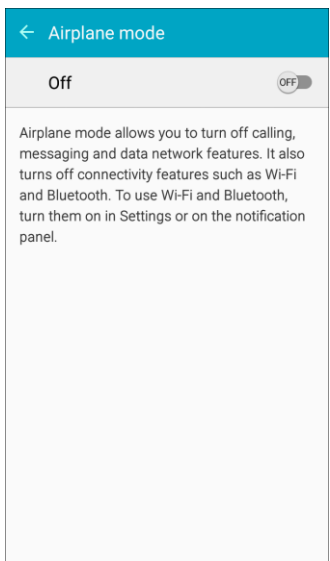 Airplane mode
Off OFF
Airplane mode allows you to turn off calling,
messaging and data network features. It also
turns off connectivity features such as Wi-Fi
and Bluetooth. To use Wi-Fi and Bluetooth,
turn them on in Settings or on the notification
panel.